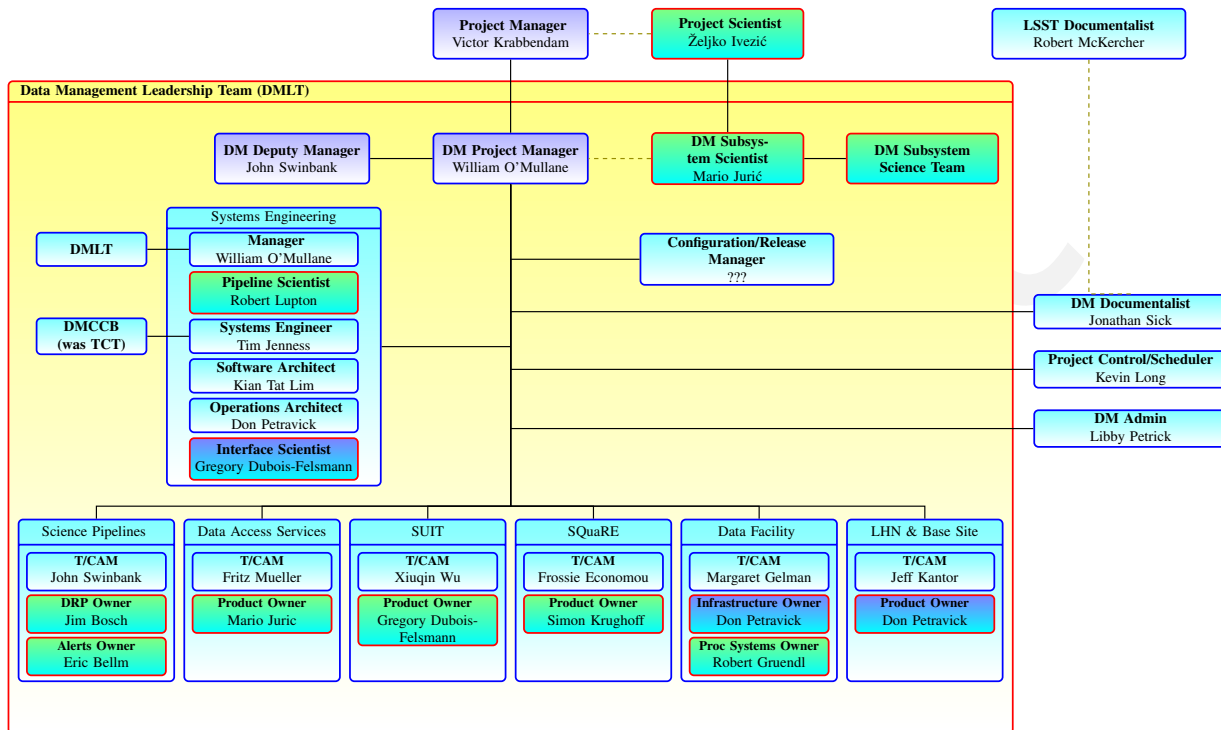 Project Manager
Victor Krabbendam
Project Scientist
Željko Ivezić
LSST Documentalist
Robert McKercher
Data Management Leadership Team (DMLT)
DM Deputy Manager
John Swinbank
DM Project Manager
William O’Mullane
DM Subsys-
tem Scientist
Mario Jurić
DM Subsystem
Science Team
Systems Engineering
DMLT
Manager
William O’Mullane
Pipeline Scientist
Robert Lupton
DMCCB
(was TCT)
Systems Engineer
Tim Jenness
Software Architect
Kian Tat Lim
Operations Architect
Don Petravick
Interface Scientist
Gregory Dubois-Felsmann
Configuration/Release
Manager
???
DM Documentalist
Jonathan Sick
Project Control/Scheduler
Kevin Long
DM Admin
Libby Petrick
Science Pipelines
T/CAM
John Swinbank
DRP Owner
Jim Bosch
Alerts Owner
Eric Bellm
Data Access Services
T/CAM
Fritz Mueller
Product Owner
Mario Juric
SUIT
T/CAM
Xiuqin Wu
Product Owner
Gregory Dubois-
Felsmann
SQuaRE
T/CAM
Frossie Economou
Product Owner
Simon Krughoff
Data Facility
T/CAM
Margaret Gelman
Infrastructure Owner
Don Petravick
Proc Systems Owner
Robert Gruendl
LHN & Base Site
T/CAM
Jeff Kantor
Product Owner
Don Petravick